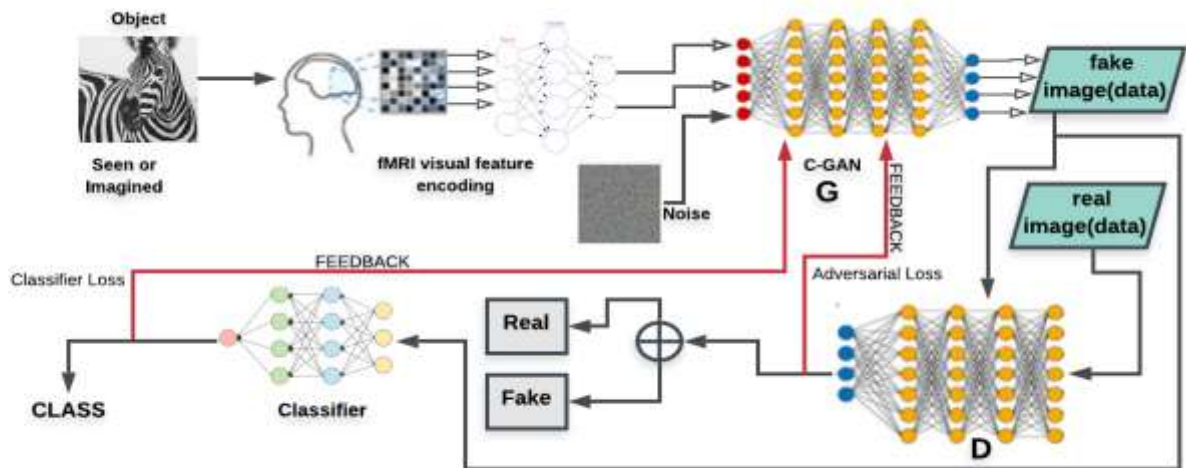 Object
Seen or
Imagined
fMRI visual feature
encoding
Noise
C-GAN
G
fake
image(data)
real
image(data)
FEEDBACK
FEEDBACK
Classifier Loss
Adversarial Loss
Real
Fake
CLASS
Classifier
D